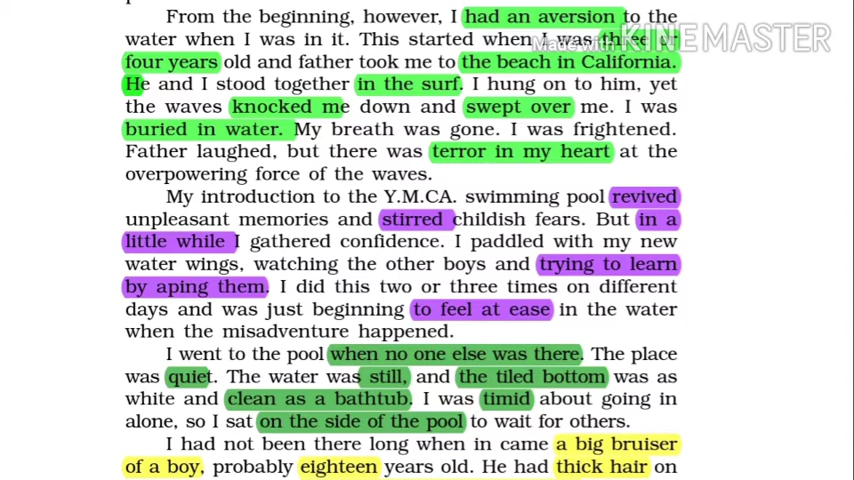 From the beginning, however, I had an aversion to the
water when I was in it. This started when I was three or
Made with KINEMASTER
four years old and father took me to the beach in California.
He and I stood together in the surf. I hung on to him, yet
the waves knocked me down and swept over me. I was
buried in water. My breath was gone. I was frightened.
Father laughed, but there was terror in my heart at the
overpowering force of the waves.
My introduction to the Y.M.CA. swimming pool revived
unpleasant memories and stirred childish fears. But in a
little while I gathered confidence. I paddled with my new
water wings, watching the other boys and trying to learn
by aping them. I did this two or three times on different
days and was just beginning to feel at ease in the water
when the misadventure happened.
I went to the pool when no one else was there. The place
was quiet. The water was still, and the tiled bottom was as
white and clean as a bathtub. I was timid about going in
alone, so I sat on the side of the pool to wait for others.
I had not been there long when in came a big bruiser
of a boy, probably eighteen years old. He had thick hair on